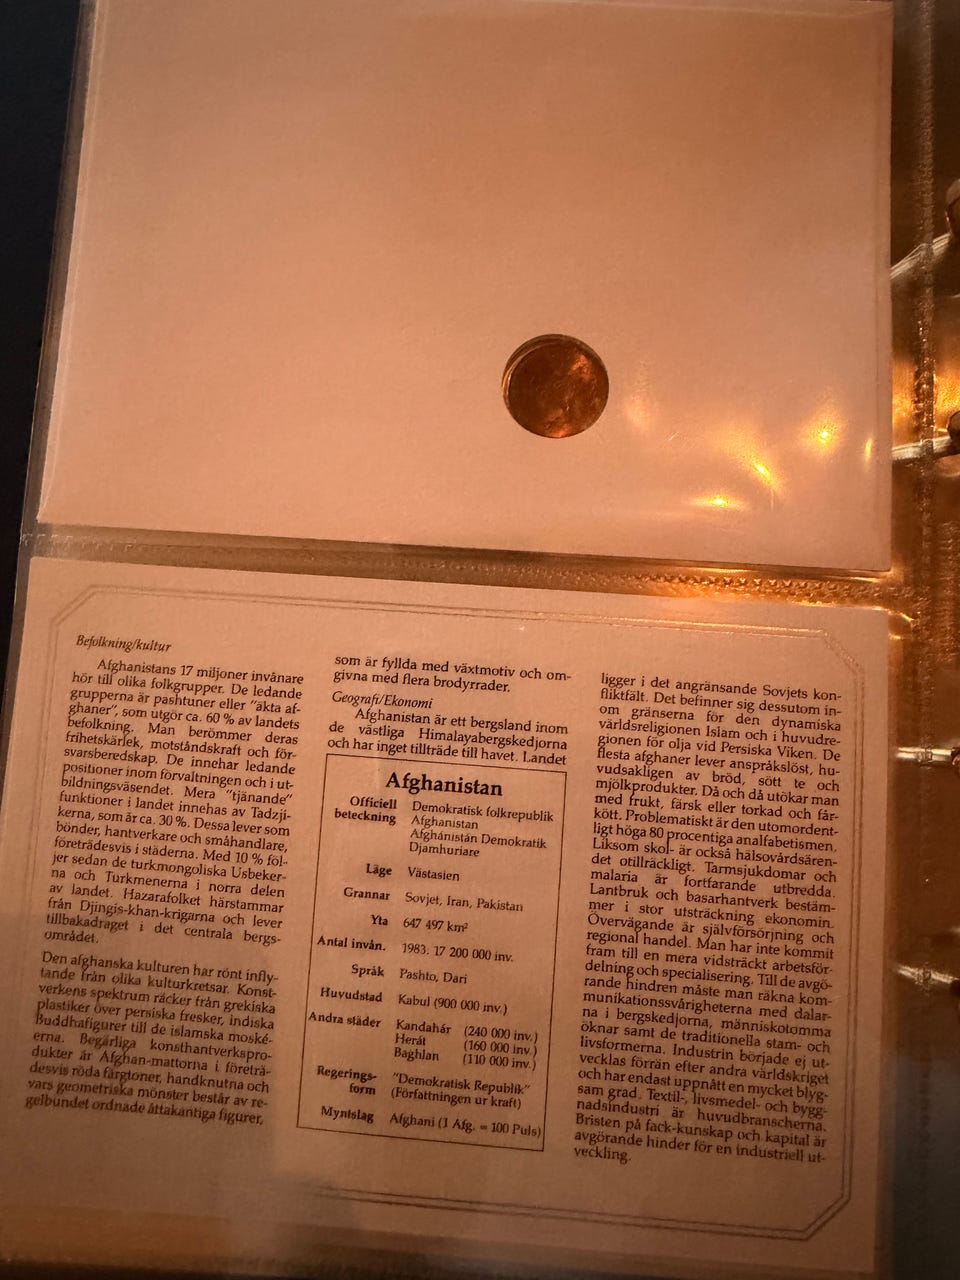 Befolkning/kultur
Afghanistans 17 miljoner invånare
hör till olika folkgrupper. De ledande
grupperna är pashtuner eller "äkta af-
ghaner", som utgör ca. 60 % av landets
befolkning. Man berömmer deras
frihetskärlek, motståndskraft och för-
svarsberedskap. De innehar ledande
positioner inom förvaltningen och i ut-
bildningsväsendet. Mera "tjänande"
funktioner i landet innehas av Tadzji-
kerna, som är ca. 30 %. Dessa lever som
bönder, hantverkare och småhandlare,
företrädesvis i städerna. Med 10 % föl-
jer sedan de turkmongoliska Usbeker-
na och Turkmenerna i norra delen
av landet. Hazarafolket härstammar
från Djingis-khan-krigarna och lever
tillbakadraget i det centrala bergs-
området.
Den afghanska kulturen har rönt infly-
tande från olika kulturkretsar. Konst-
verkens spektrum räcker från grekiska
plastiker över persiska fresker, indiska
Buddhafigurer till de islamska moské-
erna. Begärliga konsthantverkspro-
dukter är Afghan-mattorna i företrä-
desvis röda färgtoner, handknutna och
vars geometriska mönster består av re-
gelbundet ordnade åttakantiga figurer,
som är fyllda med växtmotiv och om-
givna med flera brodyrrader.
Geografi/Ekonomi
Afghanistan är ett bergsland inom
de västliga Himalayabergskedjorna
och har inget tillträde till havet. Landet
Afghanistan
Officiell beteckning Demokratisk folkrepublik
Afghanistan
Afghánistán Demokratik
Djamhuriare
Läge Västasien
Grannar Sovjet, Iran, Pakistan
Yta 647 497 km²
Antal invån. 1983: 17 200 000 inv.
Språk Pashto, Dari
Huvudstad Kabul (900 000 inv.)
Andra städer Kandahár (240 000 inv.)
Herát (160 000 inv.)
Baghlan (110 000 inv.)
Regerings-form "Demokratisk Republik"
(Författningen ur kraft)
Myntslag Afghani (1 Afg. = 100 Puls)
ligger i det angränsande Sovjets kon-
fliktfält. Det befinner sig dessutom in-
om gränserna för den dynamiska
världsreligionen Islam och i huvudre-
gionen för olja vid Persiska Viken. De
flesta afghaner lever anspråkslöst, hu-
vudsakligen av bröd, sött te och
mjölkprodukter. Då och då utökar man
med frukt, färsk eller torkad och får-
kött. Problematiskt är den utomordent-
ligt höga 80 procentiga analfabetismen.
Liksom skol- är också hälsovårdsären-
det otillräckligt. Tarmsjukdomar och
malaria är fortfarande utbredda.
Lantbruk och basarhantverk bestäm-
mer i stor utsträckning ekonomin.
Övervägande är självförsörjning och
regional handel. Man har inte kommit
fram till en mera vidsträckt arbetsför-
delning och specialisering. Till de avgö-
rande hindren måste man räkna kom-
munikationssvårigheterna med dalar-
na i bergskedjorna, människotomma
öknar samt de traditionella stam- och
livsformerna. Industrin började ej ut-
vecklas förrän efter andra världskriget
och har endast uppnått en mycket blyg-
sam grad. Textil-, livsmedel- och bygg-
nadsindustri är huvudbranscherna.
Bristen på fack-kunskap och kapital är
avgörande hinder för en industriell ut-
veckling.